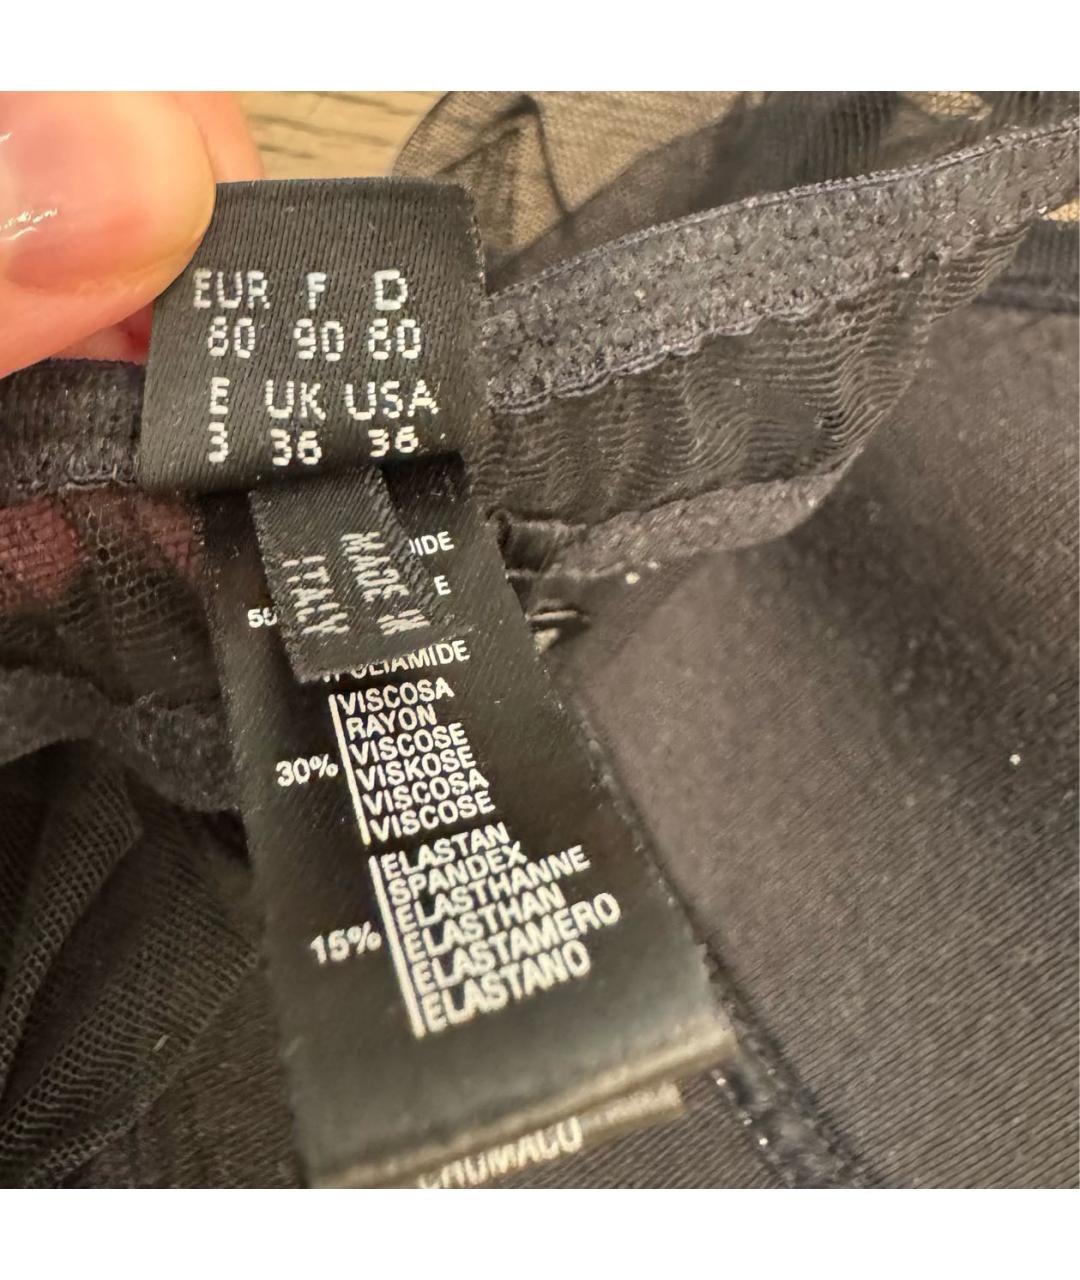 EUR F D
80 90 80
E UK USA
3 36 36
MADE IN
ITALY
VISCOSA
RAYON
VISCOSE
30% VISKOSE
VISCOSA
VISCOSE
ELASTAN
SPANDEX
ELASTHANNE
15% ELASTHAN
ELASTAMERO
ELASTANO